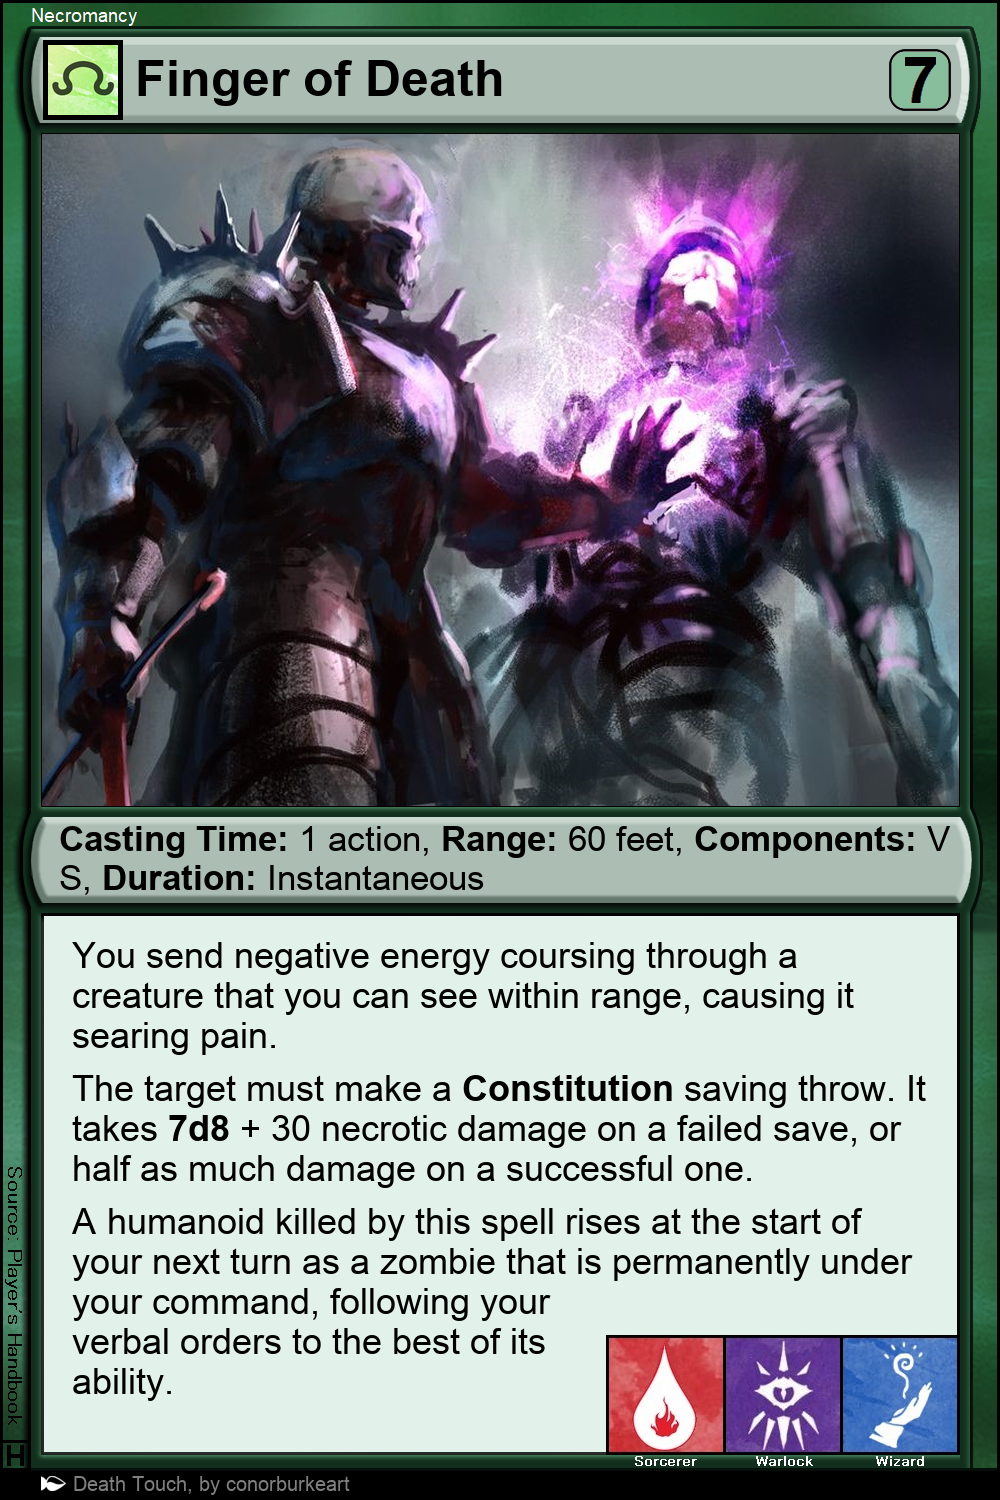 Necromancy
Finger of Death
7
Casting Time: 1 action, Range: 60 feet, Components: V
S, Duration: Instantaneous
You send negative energy coursing through a
creature that you can see within range, causing it
searing pain.
The target must make a Constitution saving throw. It
takes 7d8 + 30 necrotic damage on a failed save, or
half as much damage on a successful one.
A humanoid killed by this spell rises at the start of
your next turn as a zombie that is permanently under
your command, following your
verbal orders to the best of its
ability.
Sorcerer
Warlock
Wizard
Source: Player's Handbook
H
Death Touch, by conorburkeart